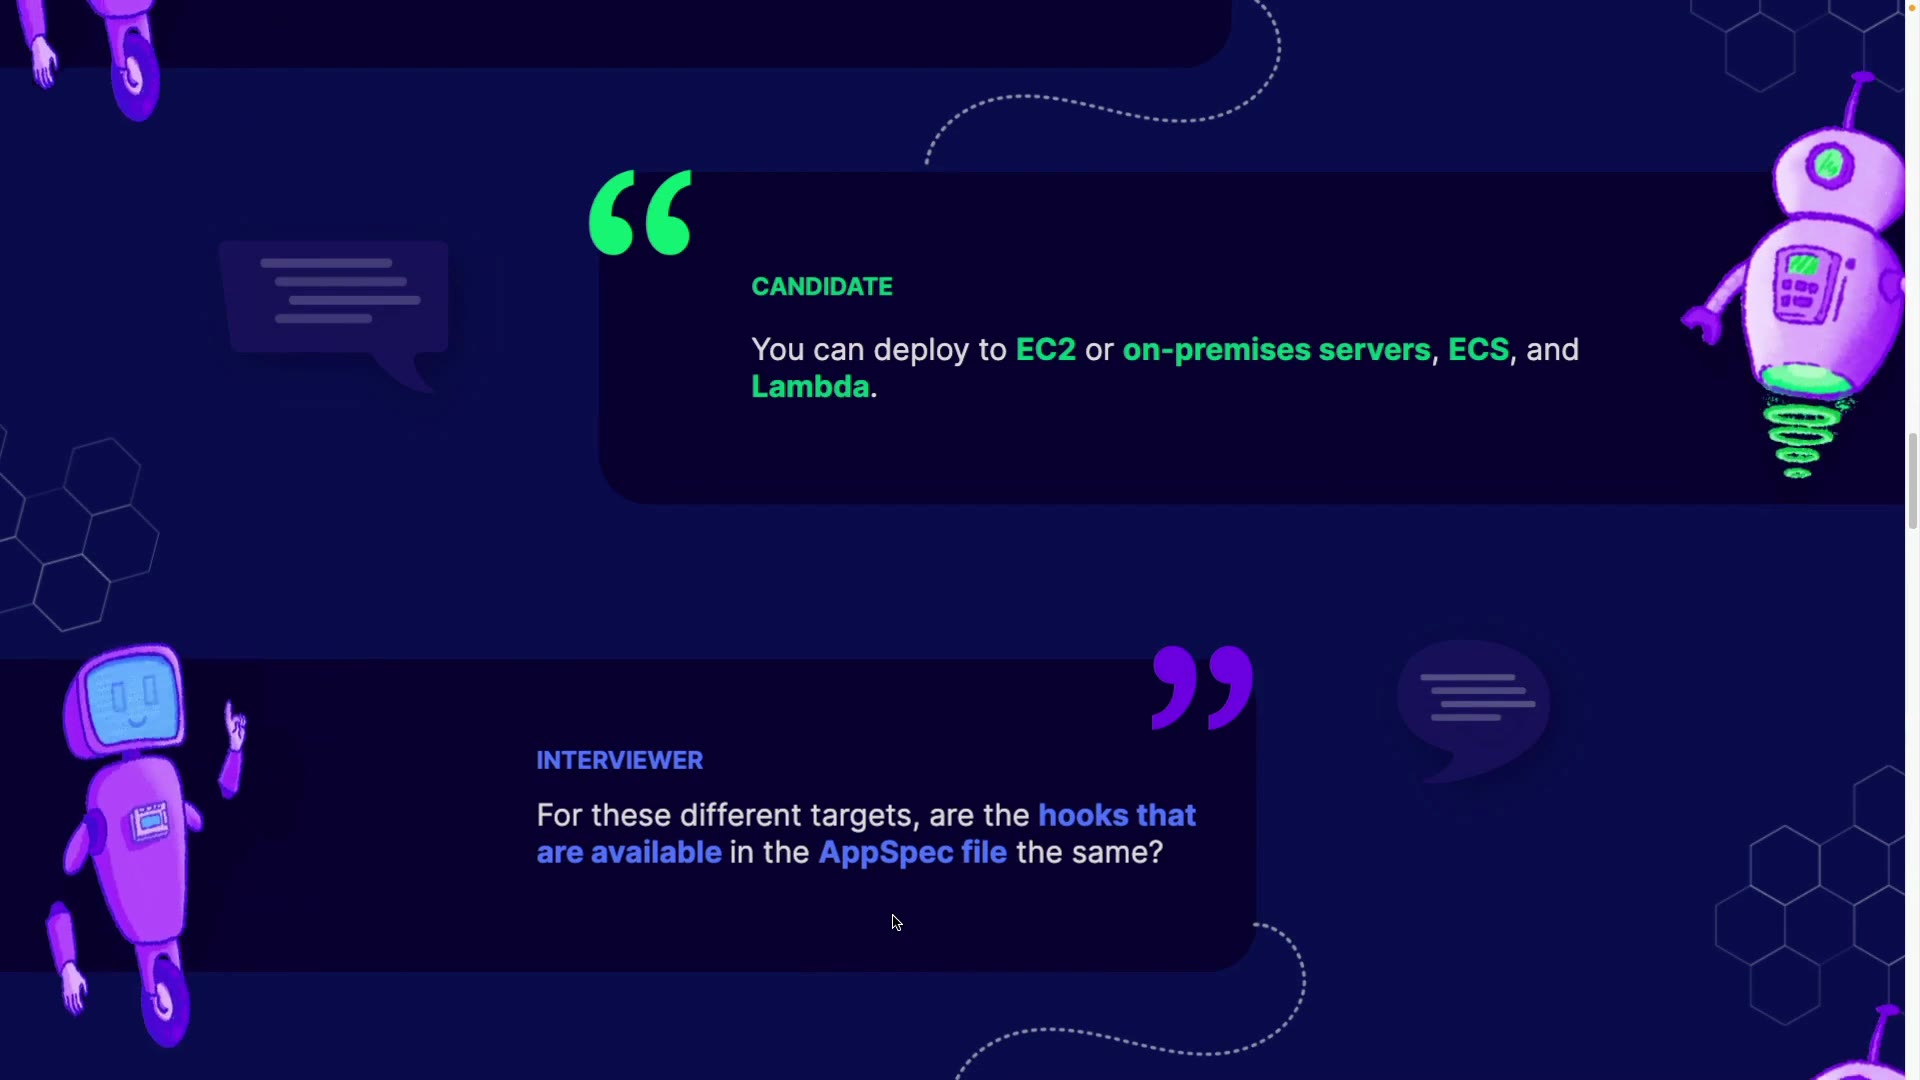 CANDIDATE
You can deploy to EC2 or on-premises servers, ECS, and
Lambda.
INTERVIEWER
For these different targets, are the hooks that
are available in the AppSpec file the same?